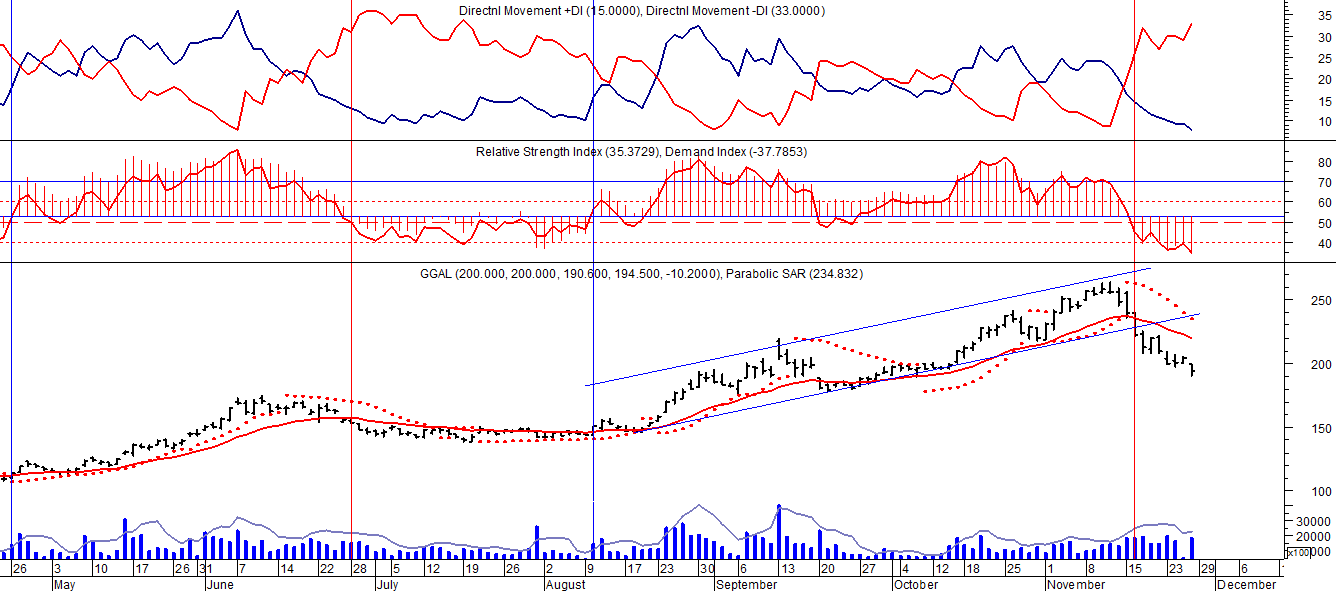 Directnl Movement +DI (15.0000), Directnl Movement -DI (33.0000)
35
30
25
20
15
10
Relative Strength Index (35.3729), Demand Index (-37.7853)
80
70
60
50
40
GGAL (200.000, 200.000, 190.600, 194.500, -10.2000), Parabolic SAR (234.832)
250
200
150
100
30000
20000
x100
26 3 10 17 26 31 7 14 22 28 5 12 19 26 2 9 17 23 30 6 13 20 27 4 12 18 25 1 8 15 23 29 6
May June July August September October November December